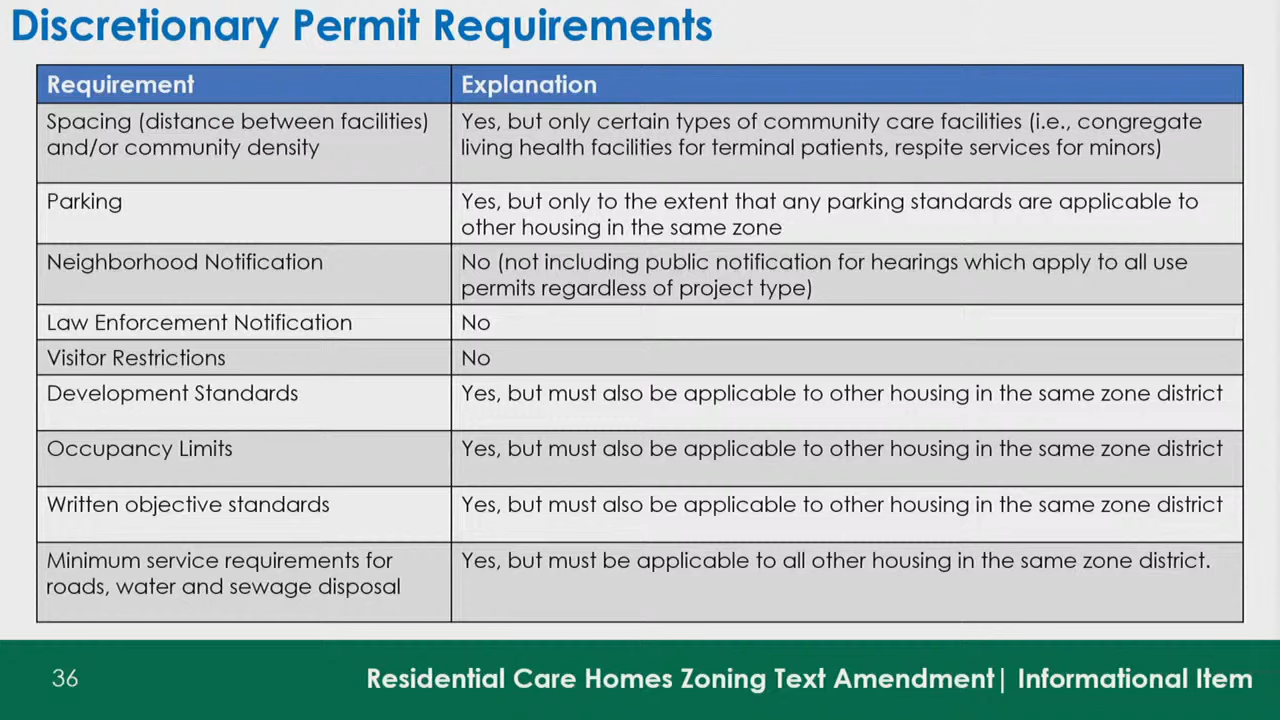 Discretionary Permit Requirements
Requirement
Explanation
Spacing (distance between facilities)
and/or community density
Yes, but only certain types of community care facilities (i.e., congregate
living health facilities for terminal patients, respite services for minors)
Parking
Yes, but only to the extent that any parking standards are applicable to
other housing in the same zone
Neighborhood Notification
No (not including public notification for hearings which apply to all use
permits regardless of project type)
Law Enforcement Notification
No
Visitor Restrictions
No
Development Standards
Yes, but must also be applicable to other housing in the same zone district
Occupancy Limits
Yes, but must also be applicable to other housing in the same zone district
Written objective standards
Yes, but must also be applicable to other housing in the same zone district
Minimum service requirements for
roads, water and sewage disposal
Yes, but must be applicable to all other housing in the same zone district.
36
Residential Care Homes Zoning Text Amendment| Informational Item